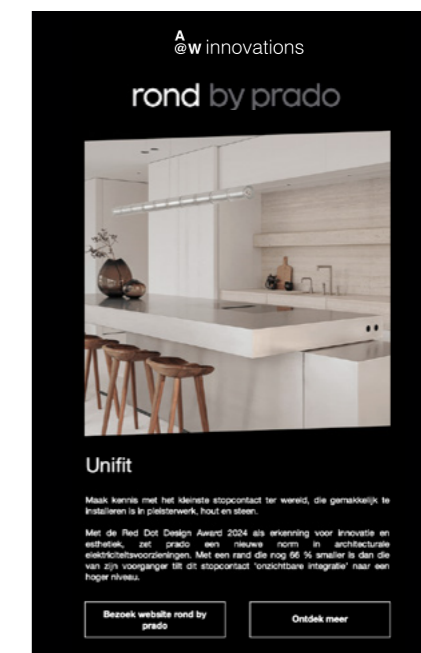 A
@w innovations
rond by prado
Unifit
Maak kennis met het kleinste stopcontact ter wereld, die gemakkelijk te
installeren is in pleisterwerk, hout en steen.
Met de Red Dot Design Award 2024 als erkenning voor innovatie en
esthetiek, zet prado een nieuwe norm in architecturale
elektriciteitsvoorzieningen. Met een rand die nog 66 % smaller is dan die
van zijn voorganger tilt dit stopcontact 'onzichtbare integratie' naar een
hoger niveau.
Bezoek website rond by
prado
Ontdek meer